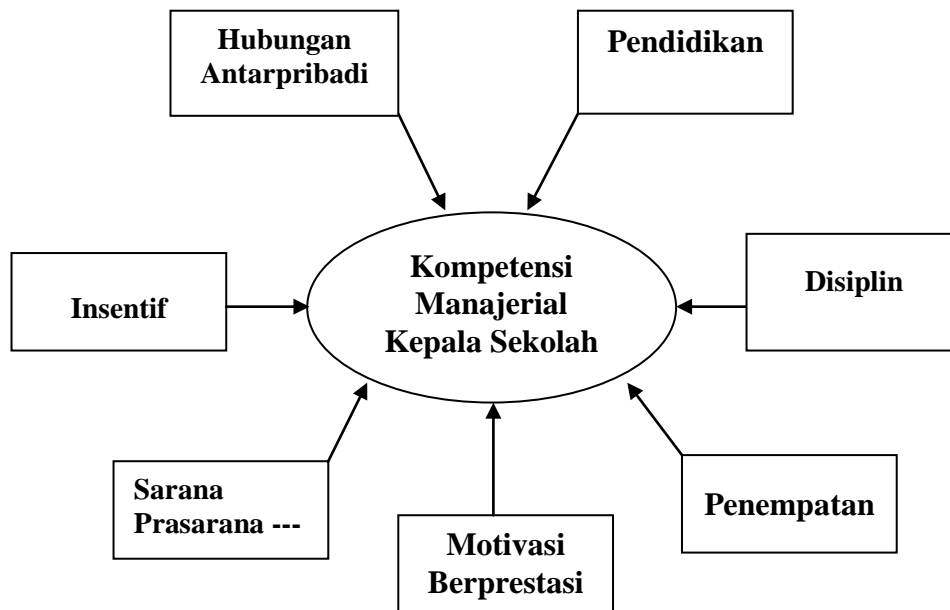 Hubungan
Antarpribadi
Pendidikan
Insentif
Kompetensi
Manajerial
Kepala Sekolah
Disiplin
Sarana
Prasarana ---
Motivasi
Berprestasi
Penempatan